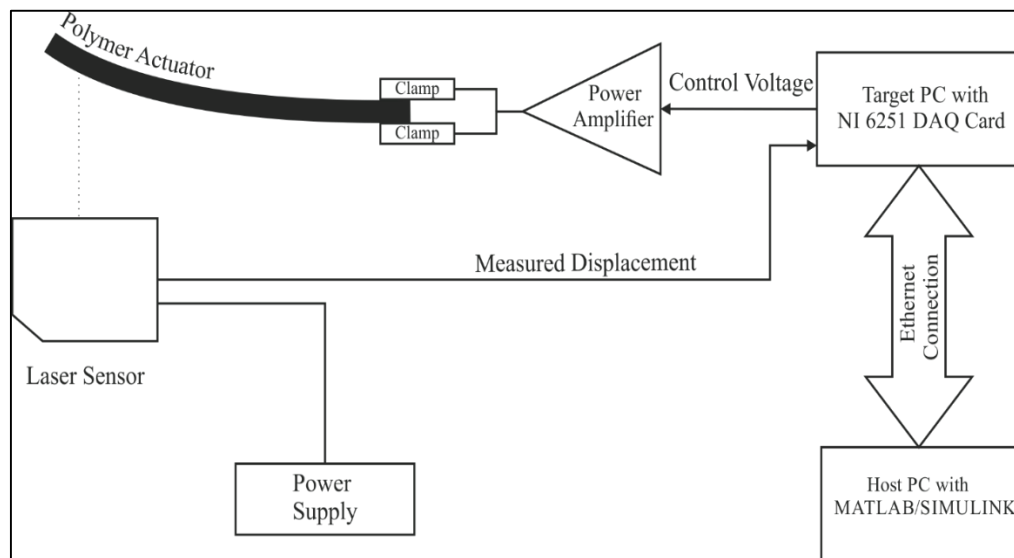 Polymer Actuator
Clamp
Clamp
Power
Amplifier
Control Voltage
Target PC with
NI 6251 DAQ Card
Measured Displacement
Ethernet
Connection
Laser Sensor
Power
Supply
Host PC with
MATLAB/SIMULINK